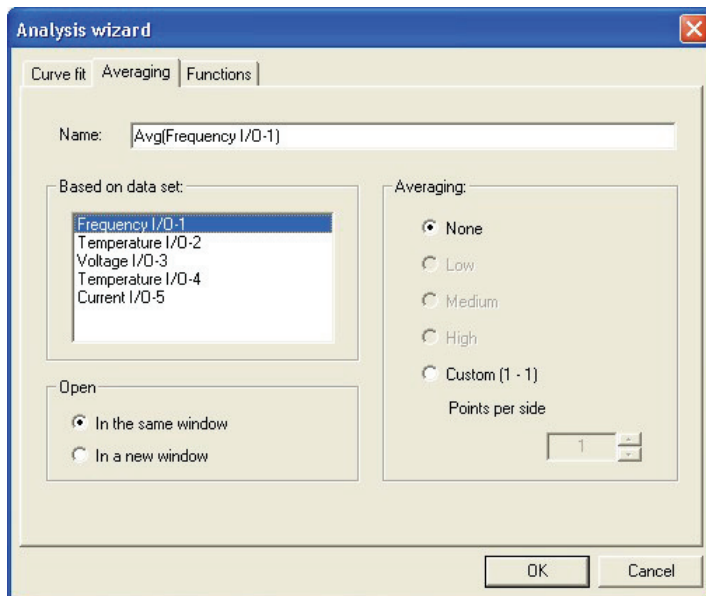 Analysis wizard
Curve fit Averaging Functions
Name: Avg(Frequency I/O-1)
Based on data set:
Frequency I/O-1
Temperature I/O-2
Voltage I/O-3
Temperature I/O-4
Current I/O-5
Open
In the same window
In a new window
Averaging:
None
Low
Medium
High
Custom (1 - 1)
Points per side
1
OK Cancel